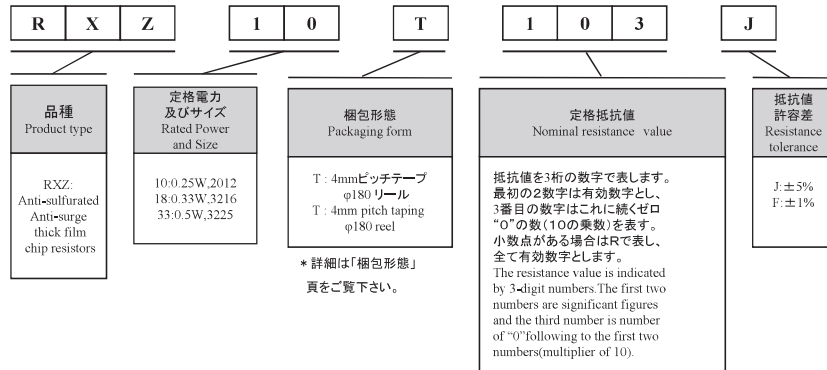 R X Z 1 0 T 1 0 3 J
品種
Product type
RXZ:
Anti-sulfurated
Anti-surge
thick film
chip resistors
定格電力
及びサイズ
Rated Power
and Size
10:0.25W,2012
18:0.33W,3216
33:0.5W,3225
梱包形態
Packaging form
T : 4mmピッチテープ
φ180 リール
T : 4mm pitch taping
φ180 reel
*詳細は「梱包形態」
頁をご覧下さい。
定格抵抗値
Nominal resistance value
抵抗値を3桁の数字で表します。
最初の2数字は有効数字とし、
3番目の数字はこれに続くゼロ
“0”の数(10の乗数)を表す。
小数点がある場合はRで表し、
全て有効数字とします。
The resistance value is indicated
by 3-digit numbers.The first two
numbers are significant figures
and the third number is number
of “0”following to the first two
numbers(multiplier of 10).
抵抗値
許容差
Resistance
tolerance
J:±5%
F:±1%